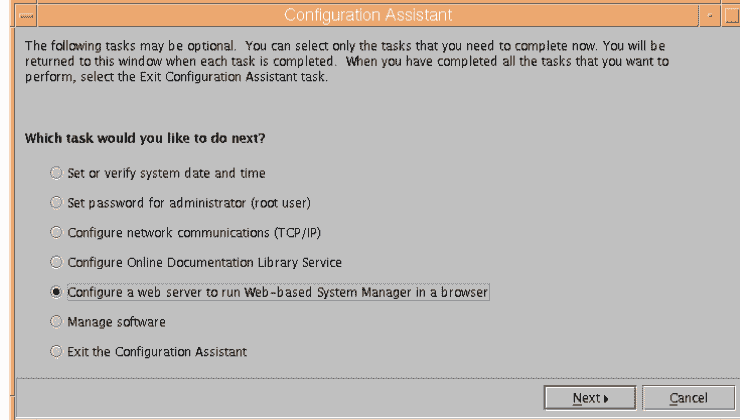 Configuration Assistant
The following tasks may be optional. You can select only the tasks that you need to complete now. You will be
returned to this window when each task is completed. When you have completed all the tasks that you want to
perform, select the Exit Configuration Assistant task.
Which task would you like to do next?
Set or verify system date and time
Set password for administrator (root user)
Configure network communications (TCP/IP)
Configure Online Documentation Library Service
Configure a web server to run Web-based System Manager in a browser
Manage software
Exit the Configuration Assistant
Next
Cancel